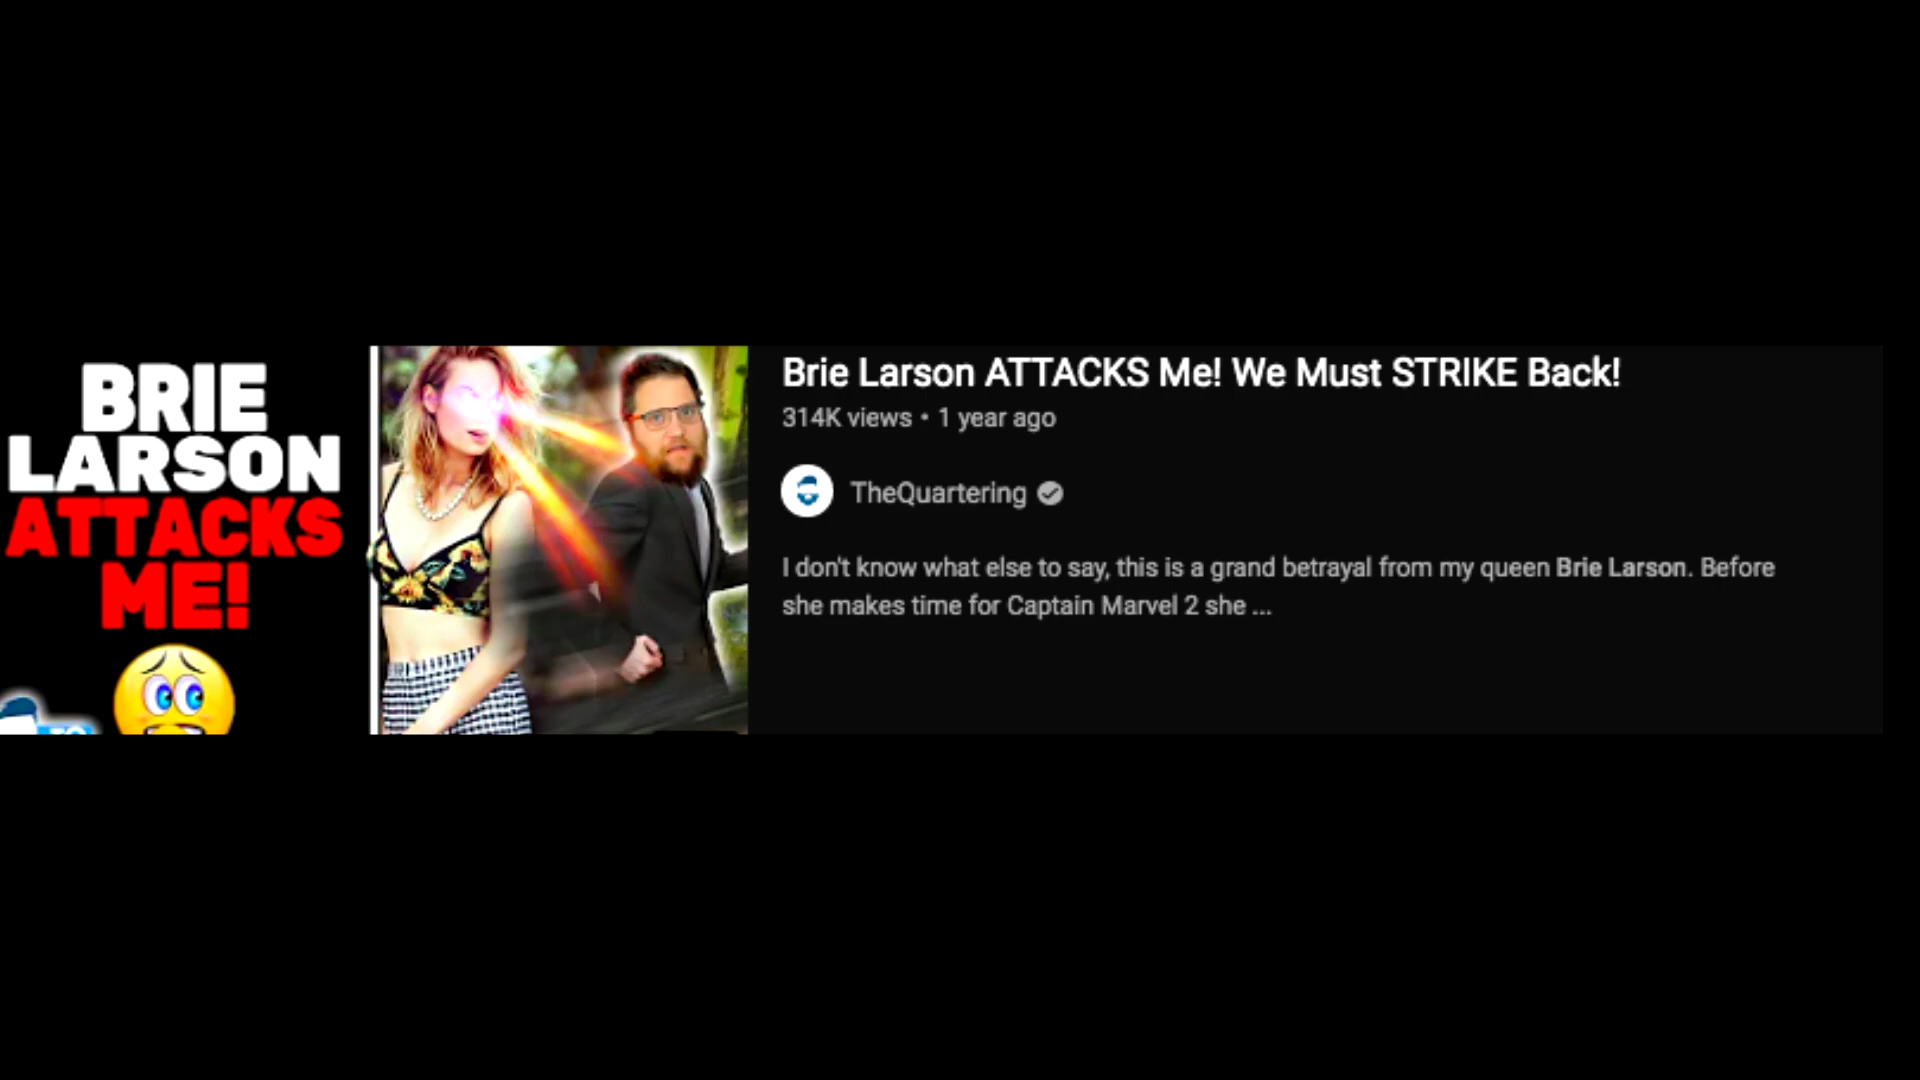 BRIE
LARSON
ATTACKS
ME!
Brie Larson ATTACKS Me! We Must STRIKE Back!
314K views • 1 year ago
TheQuartering
I don't know what else to say, this is a grand betrayal from my queen Brie Larson. Before
she makes time for Captain Marvel 2 she ...